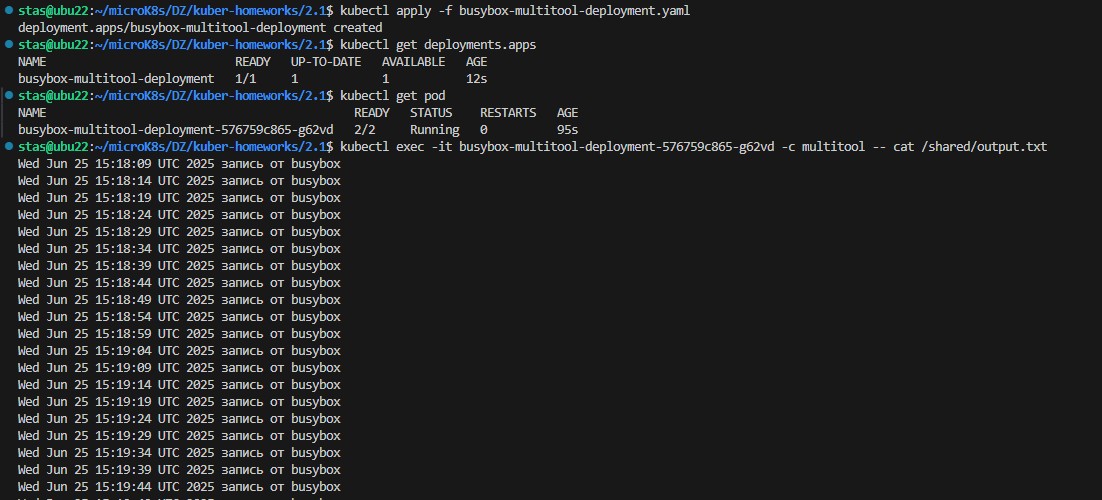 stas@ubu22:~/microK8s/DZ/kuber-homeworks/2.1$ kubectl apply -f busybox-multitool-deployment.yaml
deployment.apps/busybox-multitool-deployment created
stas@ubu22:~/microK8s/DZ/kuber-homeworks/2.1$ kubectl get deployments.apps
NAME READY UP-TO-DATE AVAILABLE AGE
busybox-multitool-deployment 1/1 1 1 12s
stas@ubu22:~/microK8s/DZ/kuber-homeworks/2.1$ kubectl get pod
NAME READY STATUS RESTARTS AGE
busybox-multitool-deployment-576759c865-g62vd 2/2 Running 0 95s
stas@ubu22:~/microK8s/DZ/kuber-homeworks/2.1$ kubectl exec -it busybox-multitool-deployment-576759c865-g62vd -c multitool -- cat /shared/output.txt
Wed Jun 25 15:18:09 UTC 2025 запись от busybox
Wed Jun 25 15:18:14 UTC 2025 запись от busybox
Wed Jun 25 15:18:19 UTC 2025 запись от busybox
Wed Jun 25 15:18:24 UTC 2025 запись от busybox
Wed Jun 25 15:18:29 UTC 2025 запись от busybox
Wed Jun 25 15:18:34 UTC 2025 запись от busybox
Wed Jun 25 15:18:39 UTC 2025 запись от busybox
Wed Jun 25 15:18:44 UTC 2025 запись от busybox
Wed Jun 25 15:18:49 UTC 2025 запись от busybox
Wed Jun 25 15:18:54 UTC 2025 запись от busybox
Wed Jun 25 15:18:59 UTC 2025 запись от busybox
Wed Jun 25 15:19:04 UTC 2025 запись от busybox
Wed Jun 25 15:19:09 UTC 2025 запись от busybox
Wed Jun 25 15:19:14 UTC 2025 запись от busybox
Wed Jun 25 15:19:19 UTC 2025 запись от busybox
Wed Jun 25 15:19:24 UTC 2025 запись от busybox
Wed Jun 25 15:19:29 UTC 2025 запись от busybox
Wed Jun 25 15:19:34 UTC 2025 запись от busybox
Wed Jun 25 15:19:39 UTC 2025 запись от busybox
Wed Jun 25 15:19:44 UTC 2025 запись от busybox